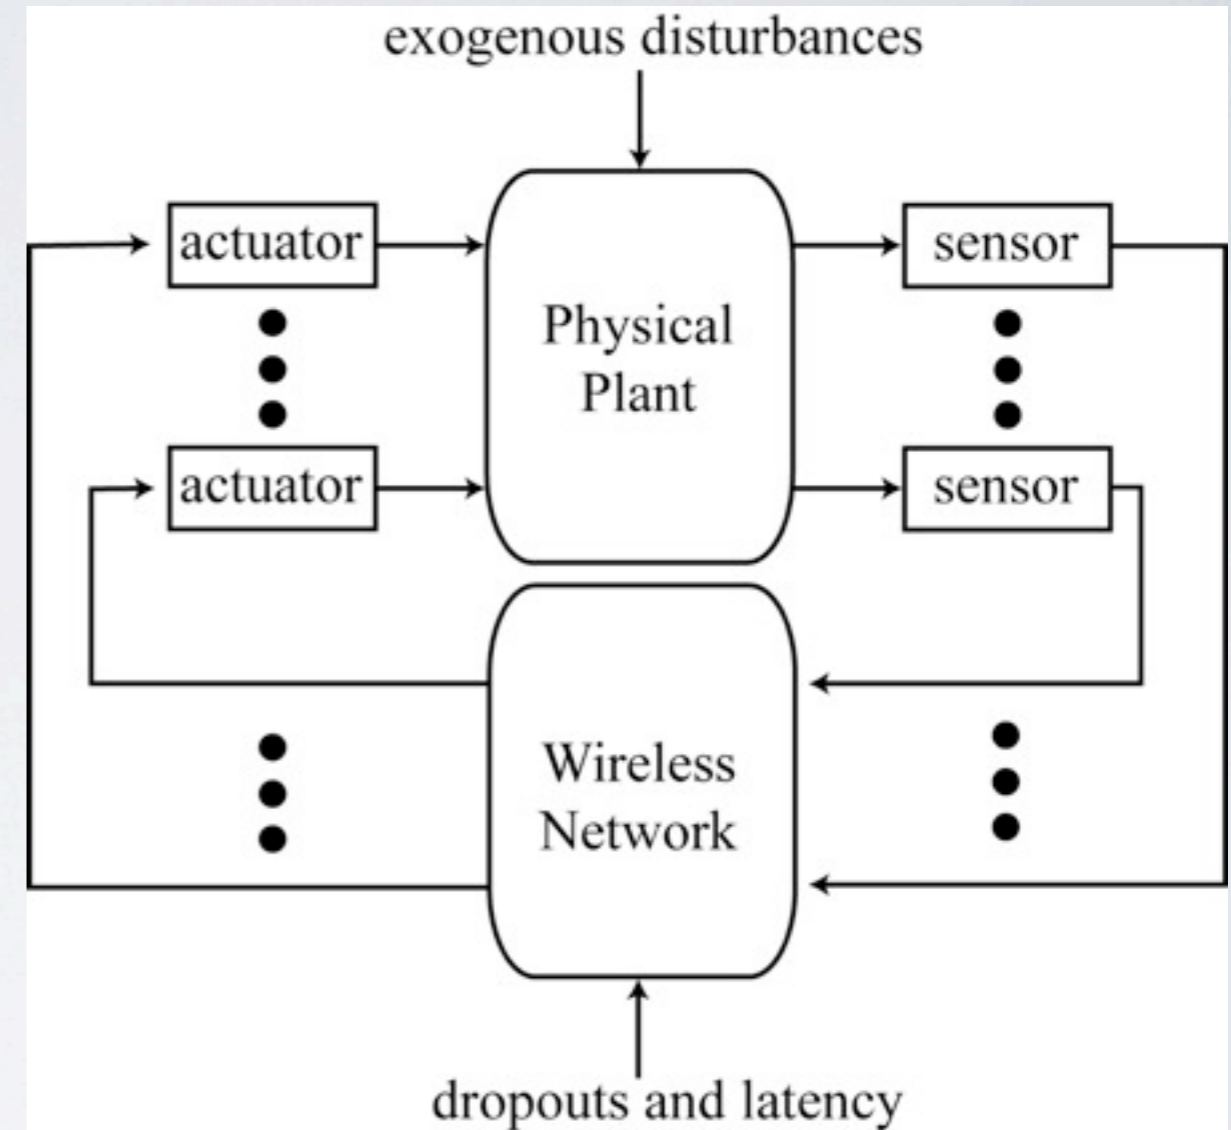 exogenous disturbances
actuator
sensor
Physical
Plant
actuator
sensor
Wireless
Network
dropouts and latency